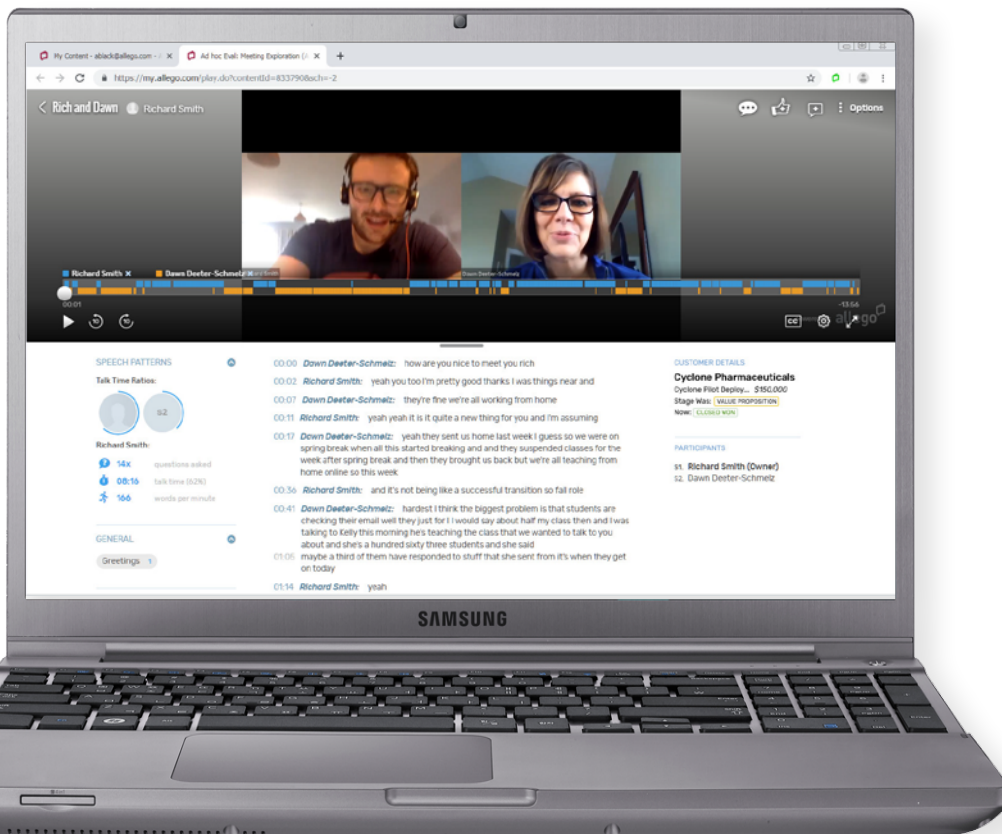 My Content - ablack@allego.com -
Ad hoc Eval: Meeting Exploration (A
https://my.allego.com/play.do?contentId=833790&sch=-2
Rich and Dawn
Richard Smith
Options
Richard Smith
Dawn Deeter-Schmelz
Dawn Deeter-Schmelz
00:01
-13:56
10
10
CC
allego
SPEECH PATTERNS
Talk Time Ratios:
S2
Richard Smith:
14x questions asked
08:16 talk time (62%)
166 words per minute
GENERAL
Greetings 1
00:00 Dawn Deeter-Schmelz: how are you nice to meet you rich
00:02 Richard Smith: yeah you too I'm pretty good thanks I was things near and
00:07 Dawn Deeter-Schmelz: they're fine we're all working from home
00:11 Richard Smith: yeah yeah it is it quite a new thing for you and I'm assuming
00:17 Dawn Deeter-Schmelz: yeah they sent us home last week I guess so we were on
spring break when all this started breaking and and they suspended classes for the
week after spring break and then they brought us back but we're all teaching from
home online so this week
00:36 Richard Smith: and it's not being like a successful transition so fall role
00:41 Dawn Deeter-Schmelz: hardest I think the biggest problem is that students are
checking their email well they just for I I would say about half my class then and I was
talking to Kelly this morning he's teaching the class that we wanted to talk to you
about and she's a hundred sixty three students and she said
01:06 maybe a third of them have responded to stuff that she sent from it's when they get
on today
01:14 Richard Smith: yeah
CUSTOMER DETAILS
Cyclone Pharmaceuticals
Cyclone Pilot Deploy... $150,000
Stage Was: VALUE PROPOSITION
Now: CLOSED WON
PARTICIPANTS
S1. Richard Smith (Owner)
S2. Dawn Deeter-Schmelz
SAMSUNG